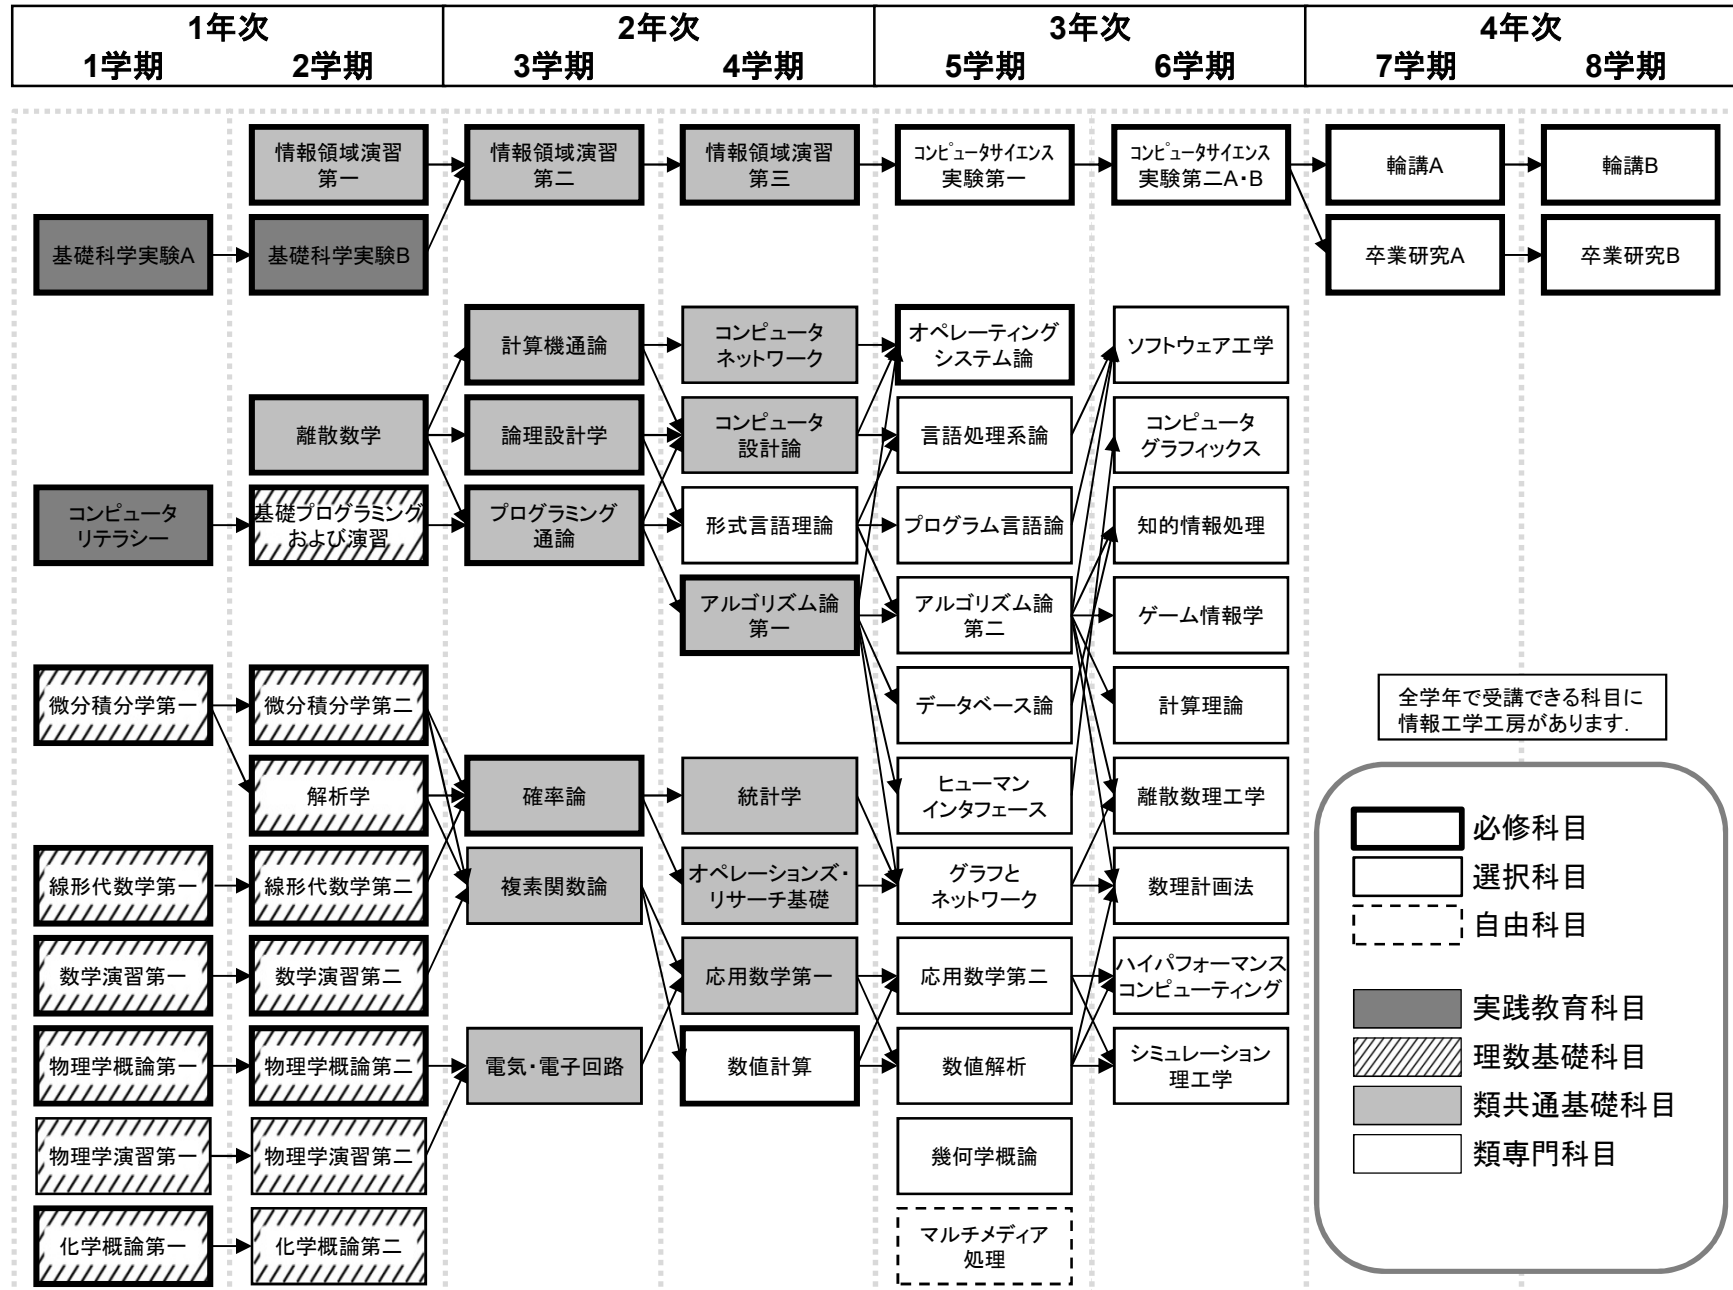 1年次
2年次
3年次
4年次
1学期
2学期
3学期
4学期
5学期
6学期
7学期
8学期
情報領域演習
第一
情報領域演習
第二
情報領域演習
第三
コンピュータサイエンス
実験第一
コンピュータサイエンス
実験第二A・B
輪講A
輪講B
基礎科学実験A
基礎科学実験B
卒業研究A
卒業研究B
計算機通論
コンピュータ
ネットワーク
オペレーティング
システム論
ソフトウェア工学
離散数学
論理設計学
コンピュータ
設計論
言語処理系論
コンピュータ
グラフィックス
コンピュータ
リテラシー
基礎プログラミング
および演習
プログラミング
通論
形式言語理論
プログラム言語論
知的情報処理
アルゴリズム論
第一
アルゴリズム論
第二
ゲーム情報学
微分積分学第一
微分積分学第二
データベース論
計算理論
全学年で受講できる科目に
情報工学工房があります.
解析学
確率論
統計学
ヒューマン
インタフェース
離散数理工学
線形代数学第一
線形代数学第二
複素関数論
オペレーションズ・
リサーチ基礎
グラフと
ネットワーク
数理計画法
数学演習第一
数学演習第二
応用数学第一
応用数学第二
ハイパフォーマンス
コンピューティング
物理学概論第一
物理学概論第二
電気・電子回路
数値計算
数値解析
シミュレーション
理工学
物理学演習第一
物理学演習第二
幾何学概論
化学概論第一
化学概論第二
マルチメディア
処理
必修科目
選択科目
自由科目
実践教育科目
理数基礎科目
類共通基礎科目
類専門科目